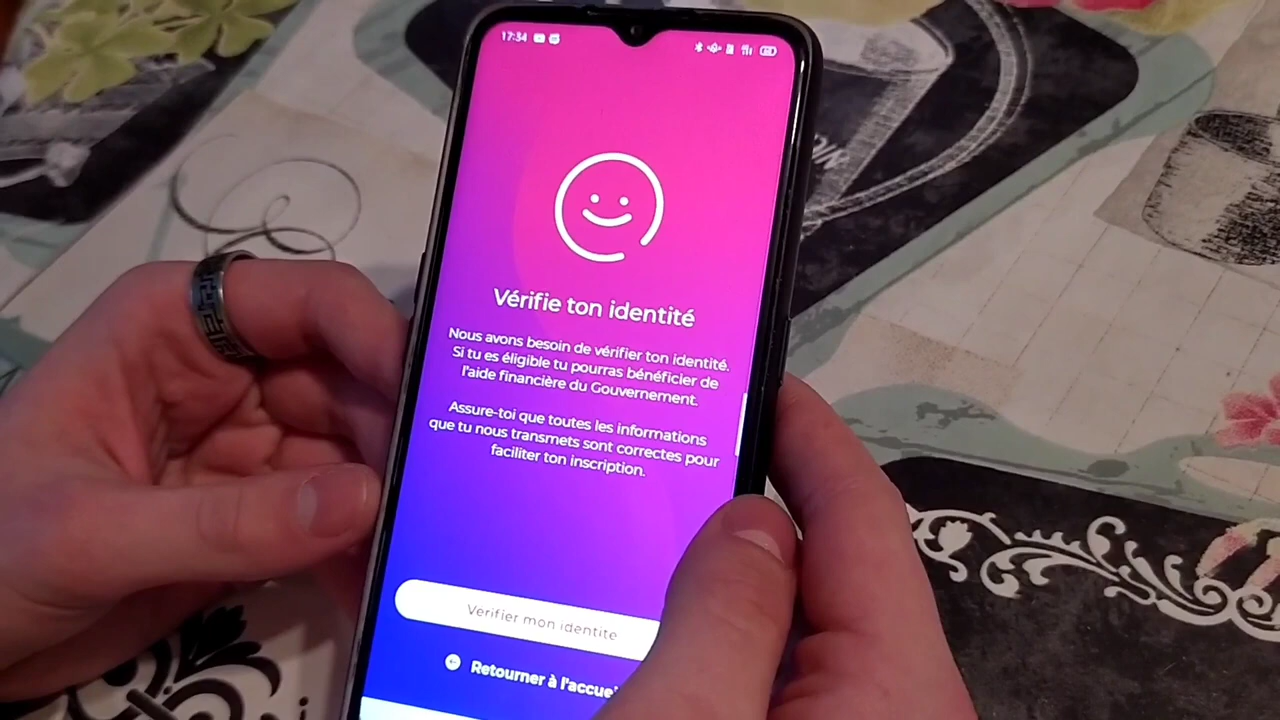 17:34
Vérifie ton identité
Nous avons besoin de vérifier ton identité.
Si tu es éligible tu pourras bénéficier de
l'aide financière du Gouvernement.
Assure-toi que toutes les informations
que tu nous transmets sont correctes pour
faciliter ton inscription.
Verifier mon identite
Retourner à l'accuei